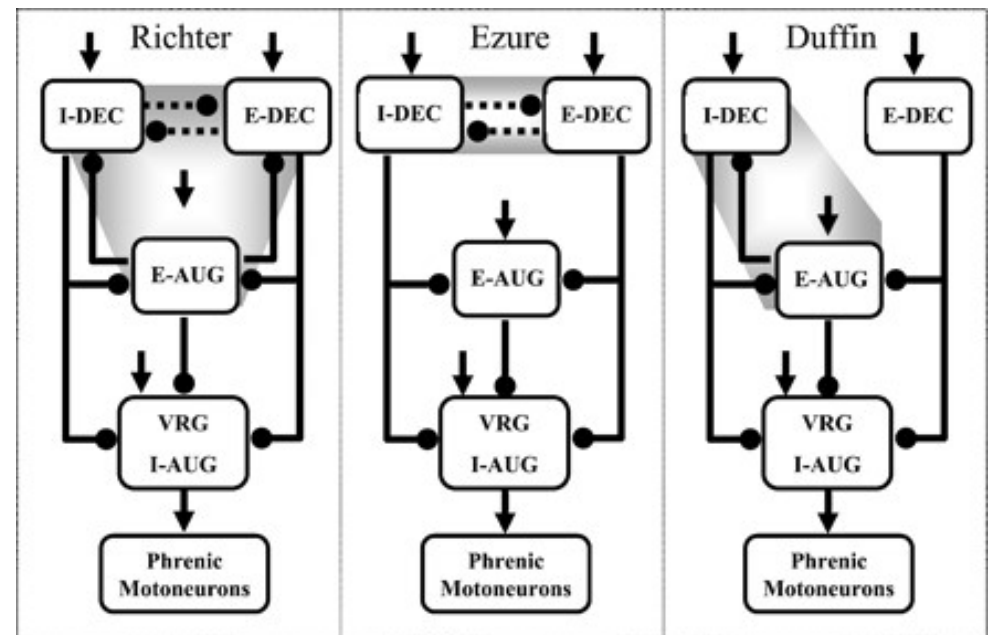 Richter
I-DEC
E-DEC
E-AUG
VRG
I-AUG
Phrenic
Motoneurons
Ezure
I-DEC
E-DEC
E-AUG
VRG
I-AUG
Phrenic
Motoneurons
Duffin
I-DEC
E-DEC
E-AUG
VRG
I-AUG
Phrenic
Motoneurons